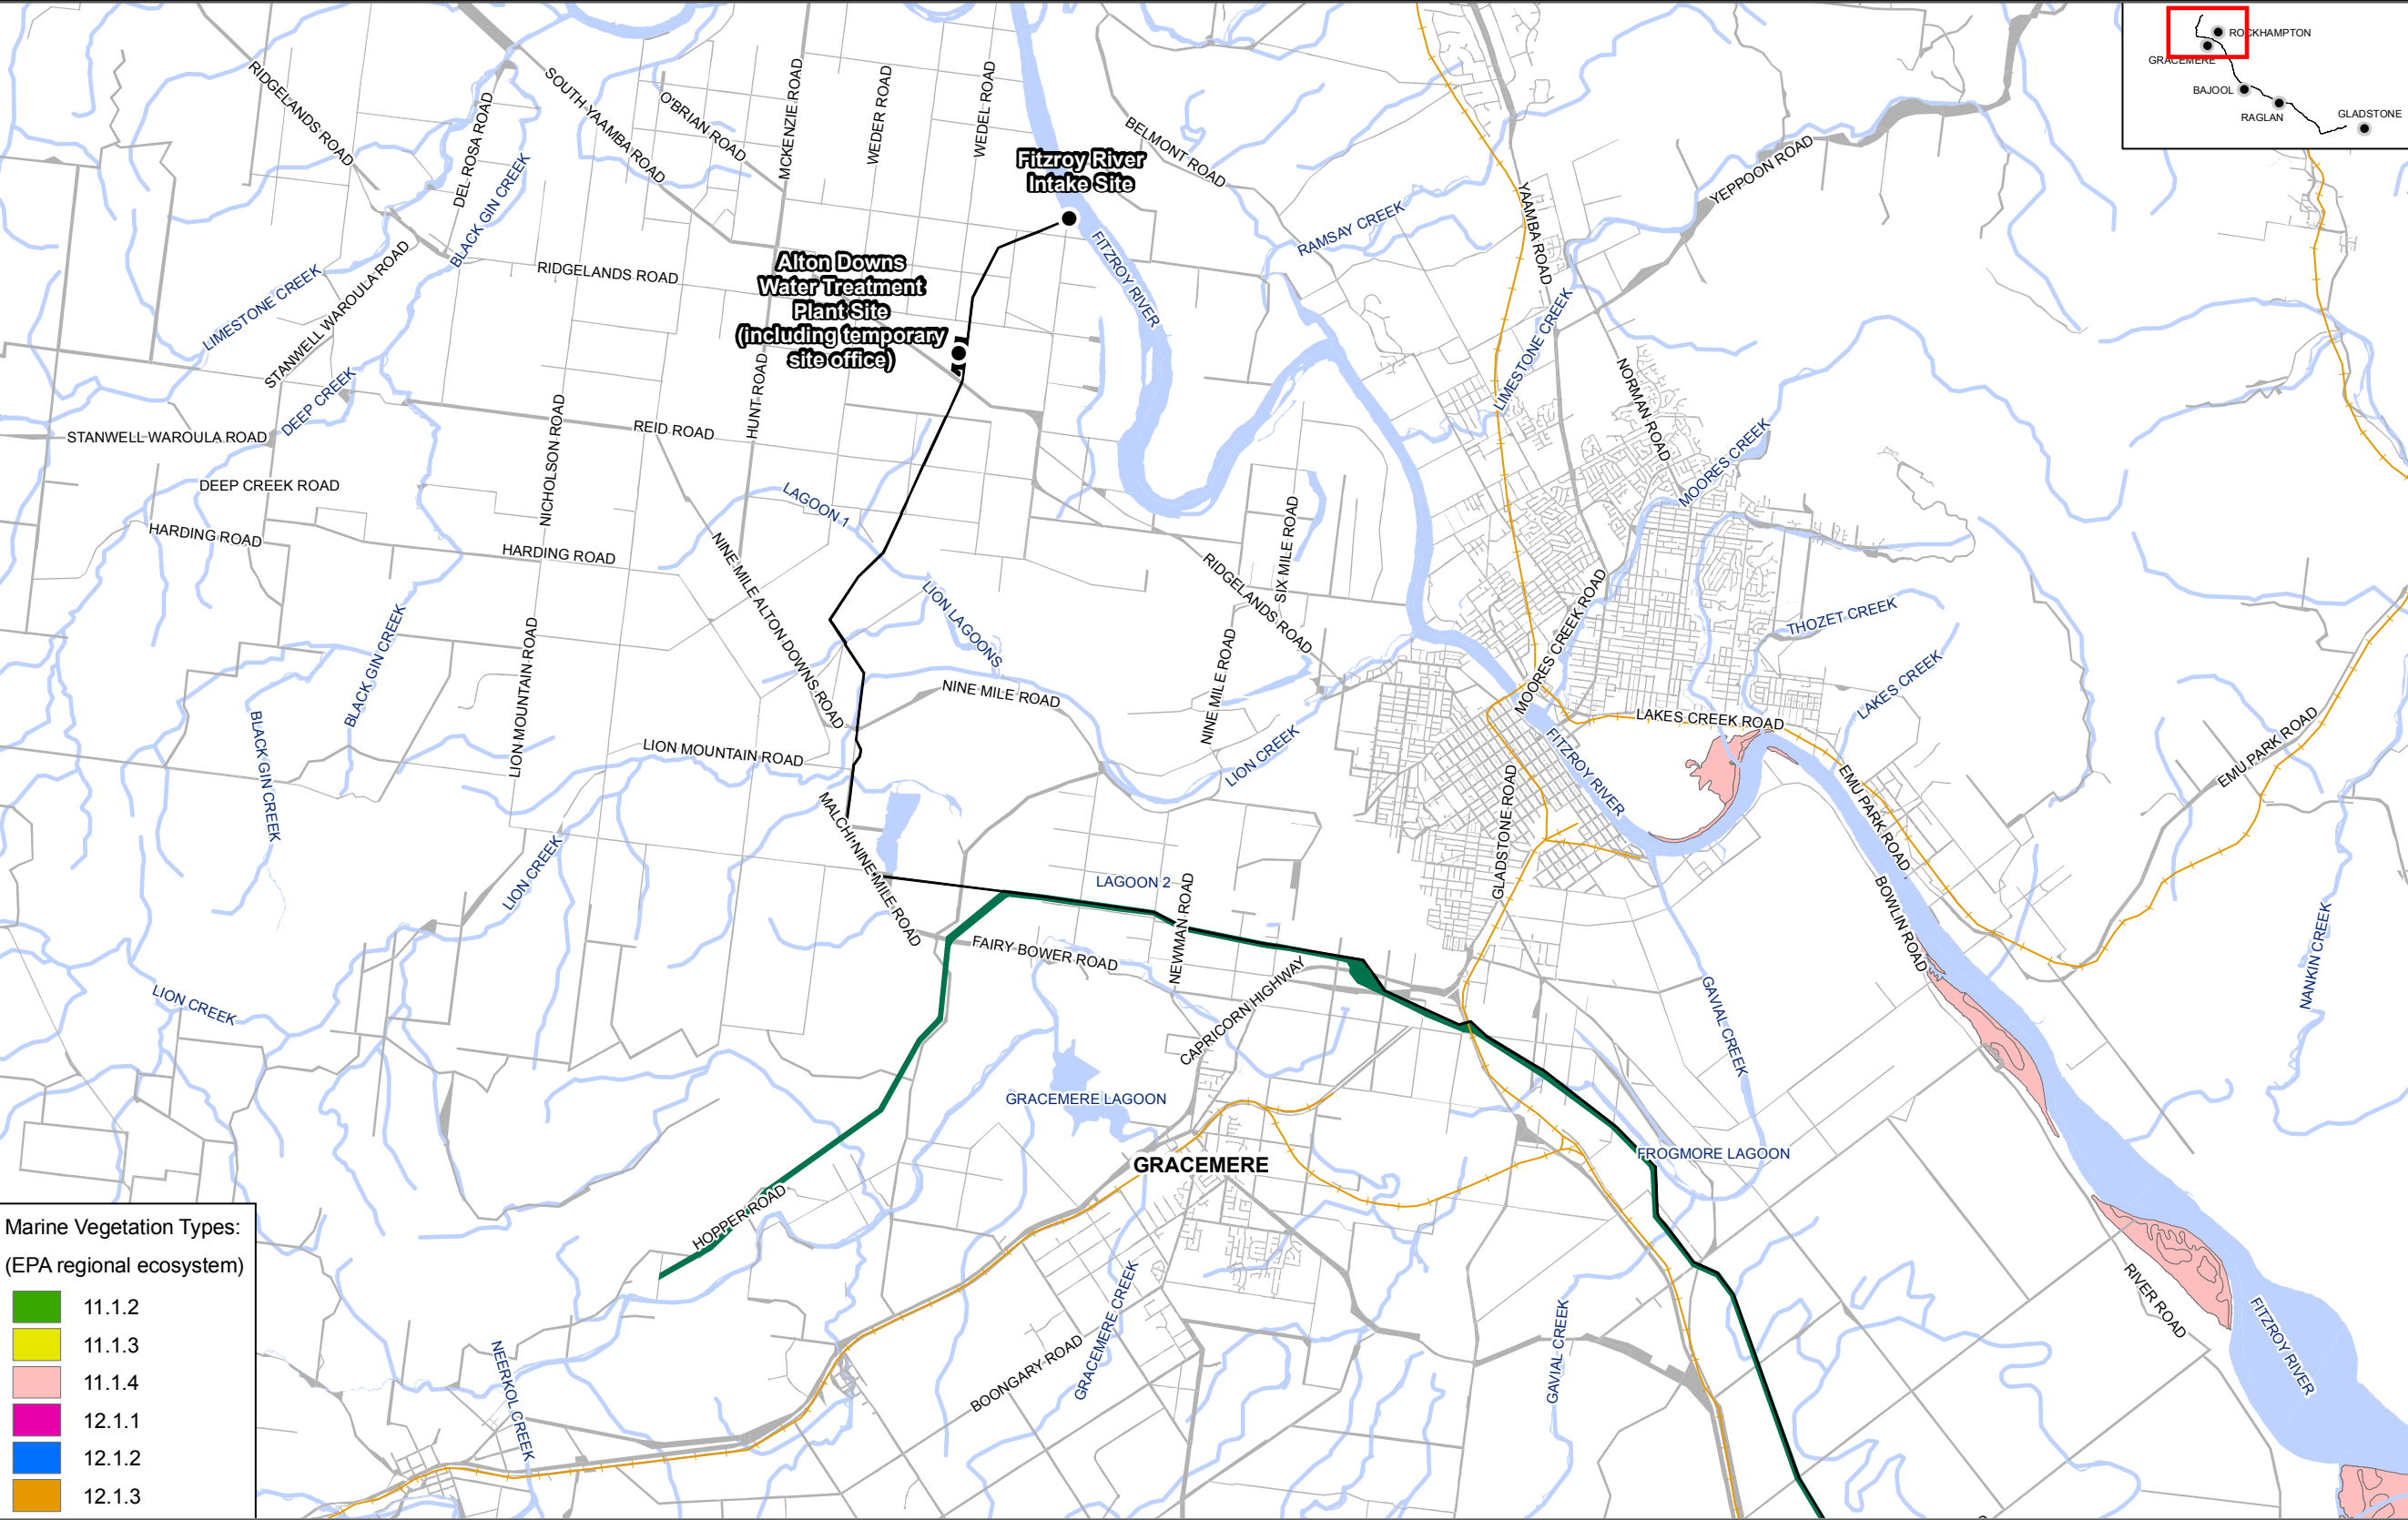 ROCKHAMPTON
GRACEMERE
BAJOOL
RAGLAN
GLADSTONE
RIDGELANDS ROAD
DEL ROSA ROAD
BLACK GIN CREEK
SOUTH YAAMBA ROAD
O'BRIAN ROAD
MCKENZIE ROAD
WEDER ROAD
WEDEL ROAD
BELMONT ROAD
Fitzroy River
Intake Site
YEPPOON ROAD
YAAMBA ROAD
RAMSAY CREEK
FITZROY RIVER
LIMESTONE CREEK
STANWELL WAROULA ROAD
RIDGELANDS ROAD
Alton Downs
Water Treatment
Plant Site
(including temporary
site office)
LIMESTONE CREEK
NORMAN ROAD
DEEP CREEK
HUNT ROAD
STANWELL WAROULA ROAD
NICHOLSON ROAD
REID ROAD
MOORES CREEK
DEEP CREEK ROAD
LAGOON 1
HARDING ROAD
HARDING ROAD
SIX MILE ROAD
NINE MILE ALTON DOWNS ROAD
LION LAGOONS
RIDGELANDS ROAD
MOORES CREEK ROAD
THOZET CREEK
BLACK GIN CREEK
LION MOUNTAIN ROAD
NINE MILE ROAD
NINE MILE ROAD
LAKES CREEK
BLACK GIN CREEK
LION MOUNTAIN ROAD
LION CREEK
LAKES CREEK ROAD
FITZROY RIVER
EMU PARK ROAD
EMU PARK ROAD
MALCHI-NINE MILE ROAD
GLADSTONE ROAD
LION CREEK
LAGOON 2
NEWMAN ROAD
BOWLIN ROAD
FAIRY BOWER ROAD
NANKIN CREEK
LION CREEK
CAPRICORN HIGHWAY
GAVIAL CREEK
GRACEMERE LAGOON
FROGMORE LAGOON
GRACEMERE
HOPPER ROAD
RIVER ROAD
FITZROY RIVER
GRACEMERE CREEK
GAVIAL CREEK
NEERKOL CREEK
BOONGARY ROAD
Marine Vegetation Types:
(EPA regional ecosystem)
11.1.2
11.1.3
11.1.4
12.1.1
12.1.2
12.1.3